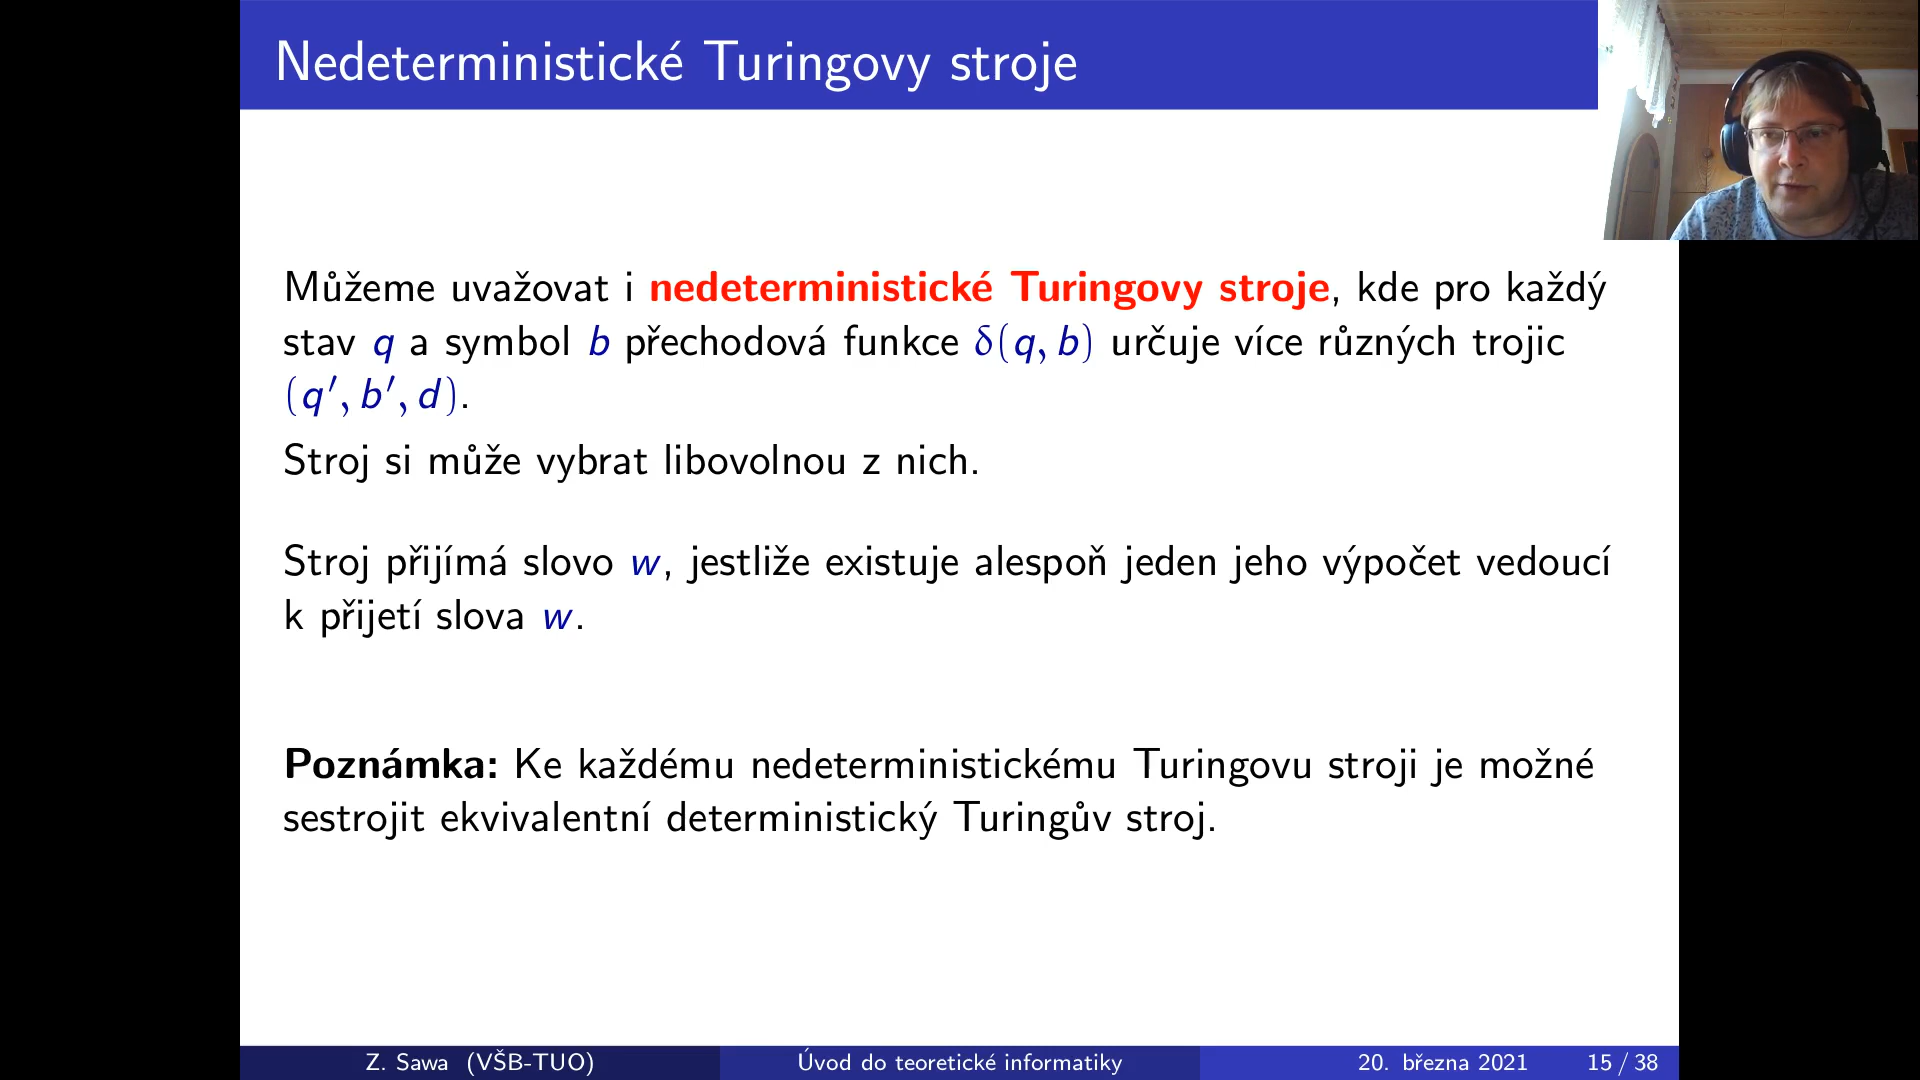 Nedeterministické Turingovy stroje
Můžeme uvažovat i nedeterministické Turingovy stroje, kde pro každý
stav q a symbol b přechodová funkce δ(q, b) určuje více různých trojic
(q′, b′, d).
Stroj si může vybrat libovolnou z nich.
Stroj přijímá slovo w, jestliže existuje alespoň jeden jeho výpočet vedoucí
k přijetí slova w.
Poznámka: Ke každému nedeterministickému Turingovu stroji je možné
sestrojit ekvivalentní deterministický Turingův stroj.
Z. Sawa (VŠB-TUO) Úvod do teoretické informatiky 20. března 2021 15 / 38